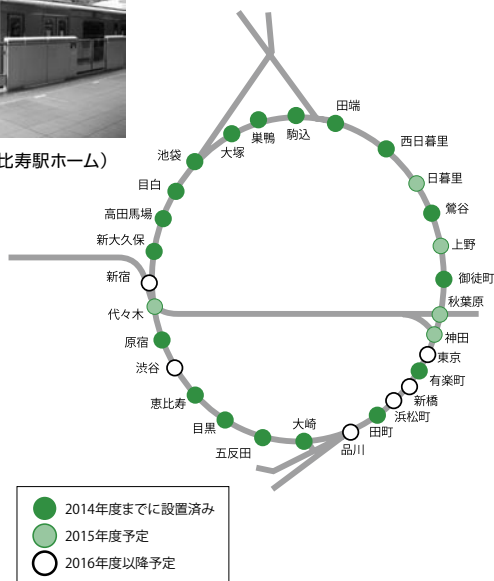 比寿駅ホーム）
田端
駒込
巣鴨
大塚
池袋
目白
高田馬場
新大久保
新宿
代々木
原宿
渋谷
恵比寿
目黒
五反田
大崎
品川
田町
浜松町
新橋
有楽町
東京
神田
秋葉原
御徒町
上野
鶯谷
日暮里
西日暮里
2014年度までに設置済み
2015年度予定
2016年度以降予定